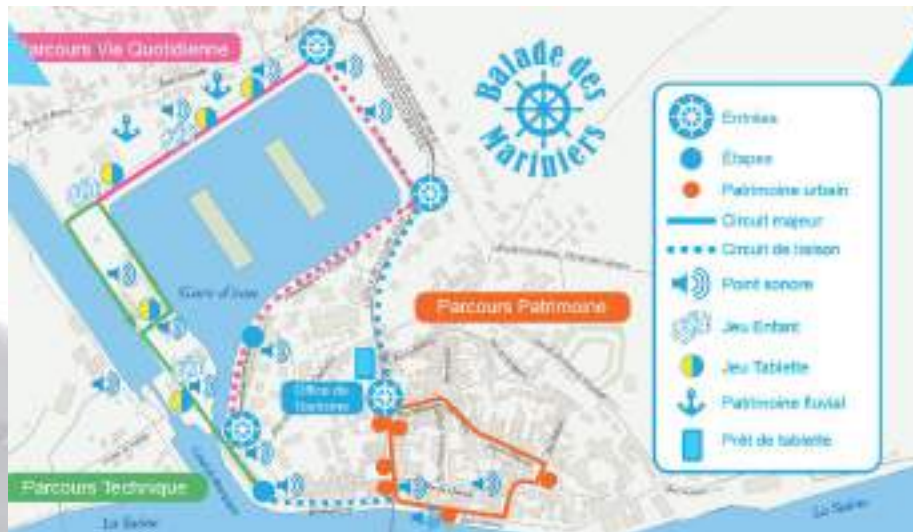 Parcours Vie Quotidienne
Balade des
Mariniers
Entrées
Étapes
Patrimoine urbain
Circuit majeur
Circuit de liaison
Point sonore
Jeu Enfant
Jeu Tablette
Patrimoine fluvial
Prêt de tablette
Gare d'eau
Parcours Patrimoine
Office de
Tourisme
Parcours Technique
La Saône
La Saône